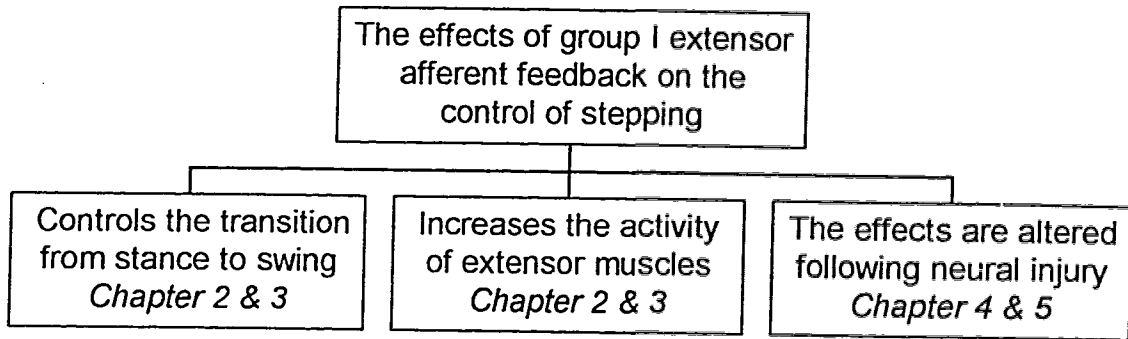 The effects of group I extensor
afferent feedback on the
control of stepping
Controls the transition
from stance to swing
Chapter 2 & 3
Increases the activity
of extensor muscles
Chapter 2 & 3
The effects are altered
following neural injury
Chapter 4 & 5